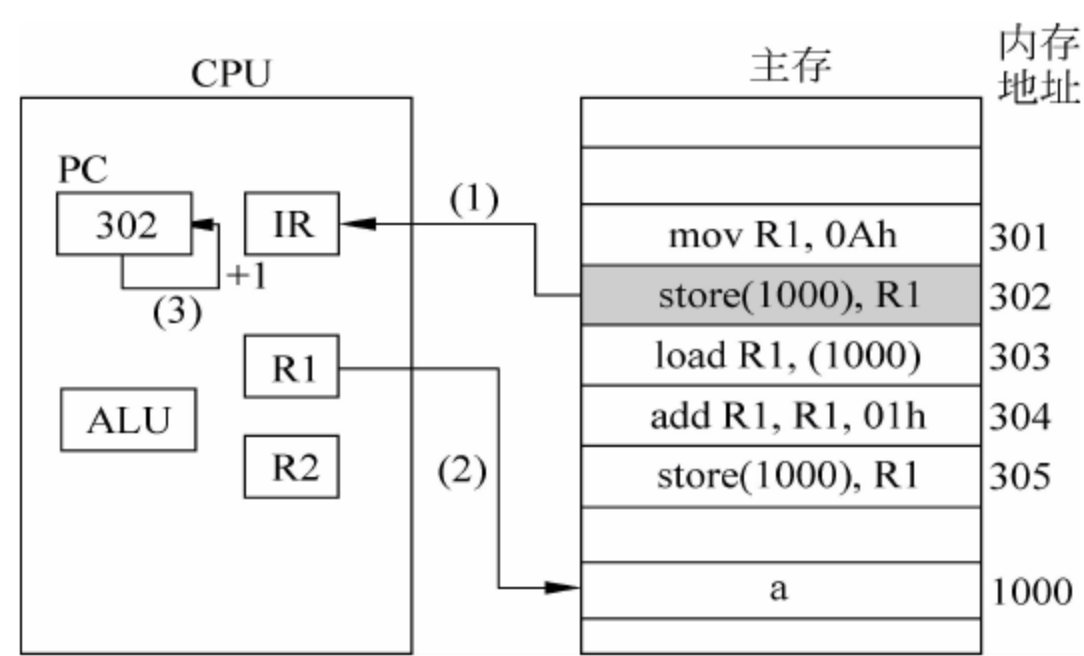 CPU
主存
内存
地址
PC
302
IR
(1)
+1
(3)
mov R1, 0Ah
301
store(1000), R1
302
R1
load R1, (1000)
303
ALU
add R1, R1, 01h
304
R2
(2)
store(1000), R1
305
a
1000